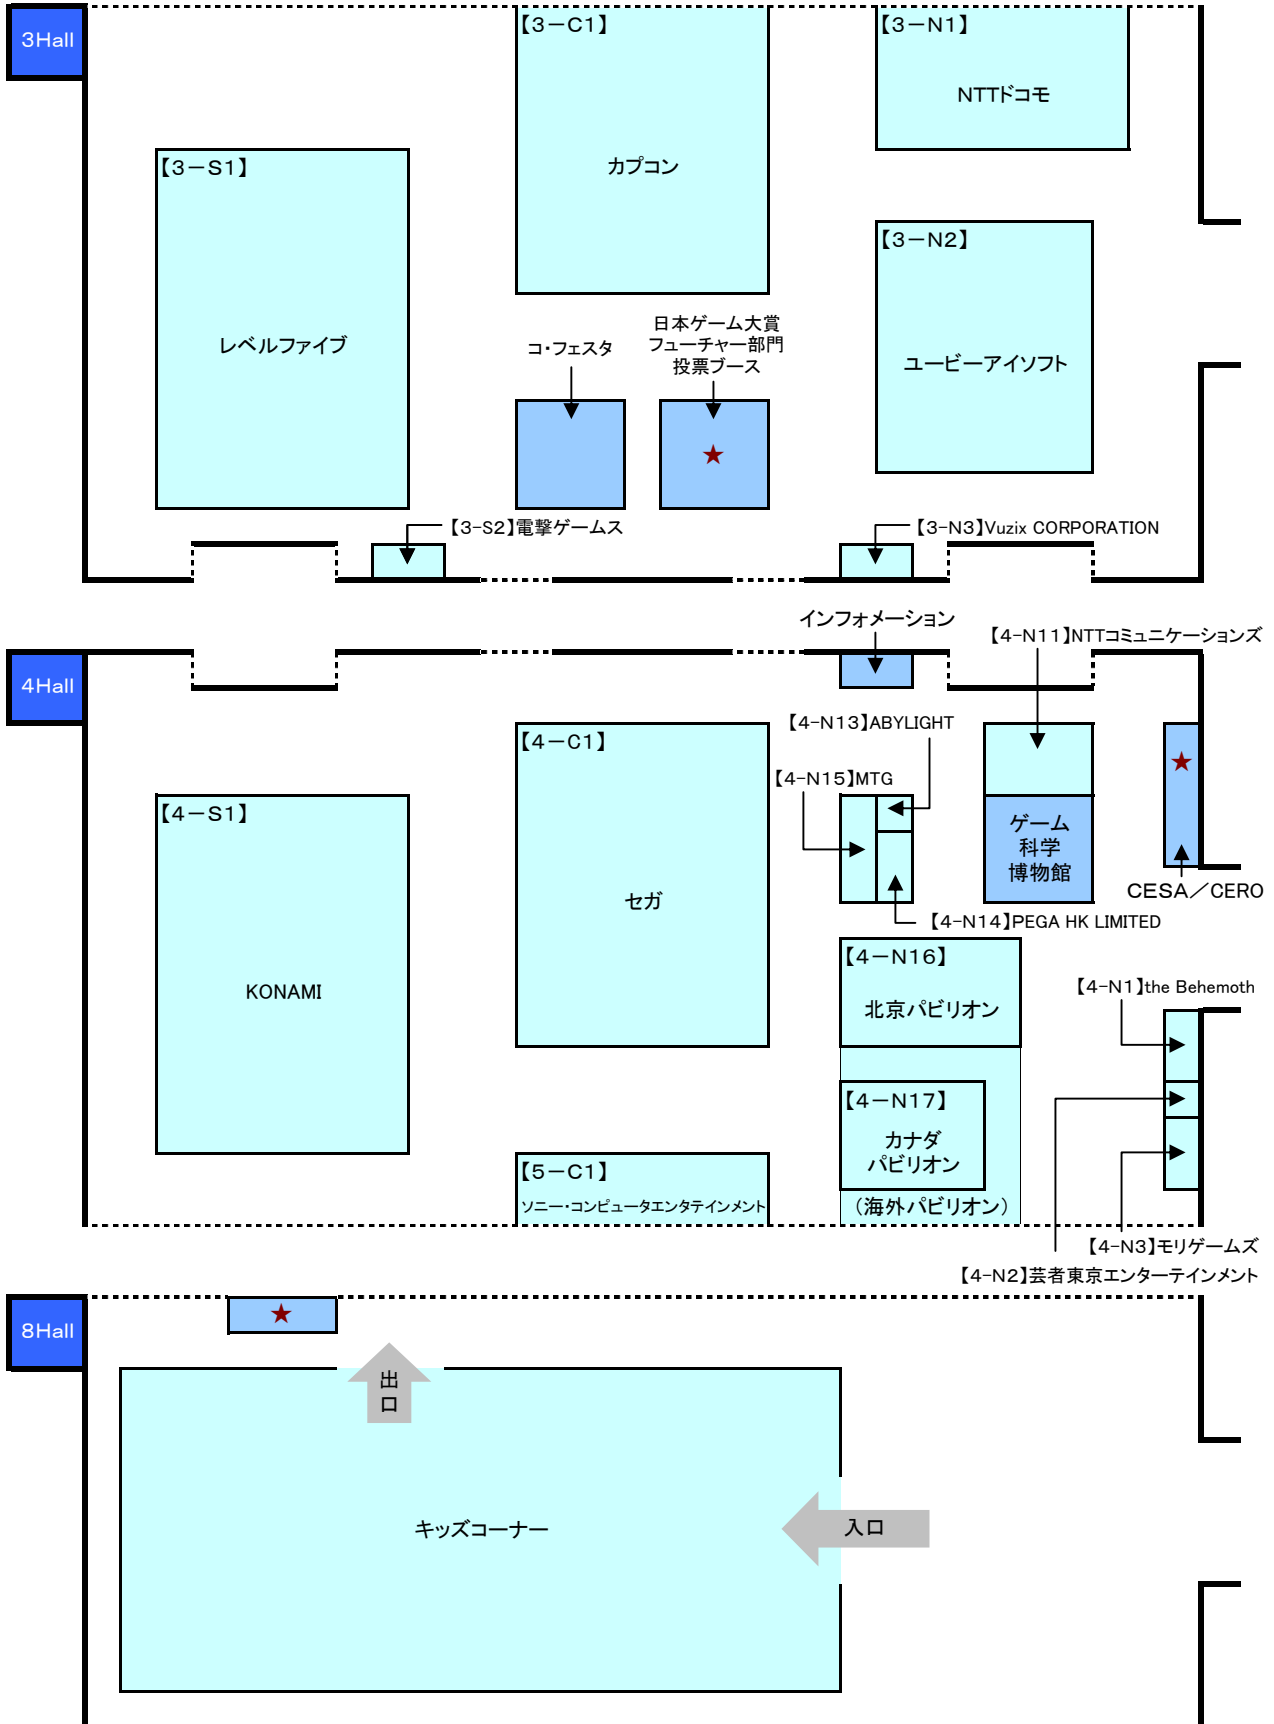 3Hall
【3－C1】
カプコン
【3－N1】
NTTドコモ
【3－S1】
レベルファイブ
【3－N2】
ユービーアイソフト
コ・フェスタ
日本ゲーム大賞
フューチャー部門
投票ブース
★
【3-S2】電撃ゲームス
【3-N3】Vuzix CORPORATION
インフォメーション
【4-N11】NTTコミュニケーションズ
4Hall
【4－C1】
セガ
【4-N13】ABYLIGHT
【4-N15】MTG
★
【4－S1】
KONAMI
ゲーム
科学
博物館
CESA／CERO
【4-N14】PEGA HK LIMITED
【4－N16】
北京パビリオン
【4-N1】the Behemoth
【4－N17】
カナダ
パビリオン
（海外パビリオン）
【5－C1】
ソニー・コンピュータエンタテインメント
【4-N3】モリゲームズ
【4-N2】芸者東京エンターテインメント
8Hall
★
出
口
キッズコーナー
入口